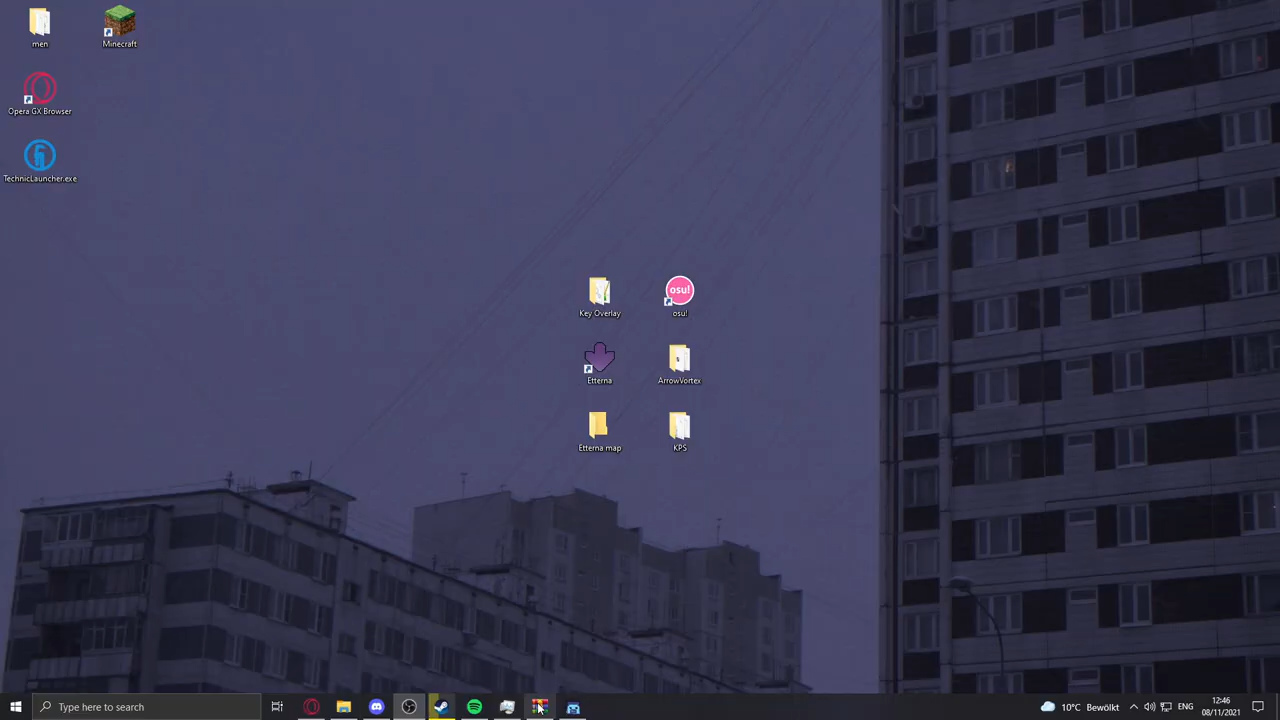 men
Minecraft
Opera GX Browser
TechnicLauncher.exe
osu!
Key Overlay
osu!
Etterna
ArrowVortex
Etterna map
KPS
Type here to search
10°C Bewölkt
ENG
12:46
08/11/2021